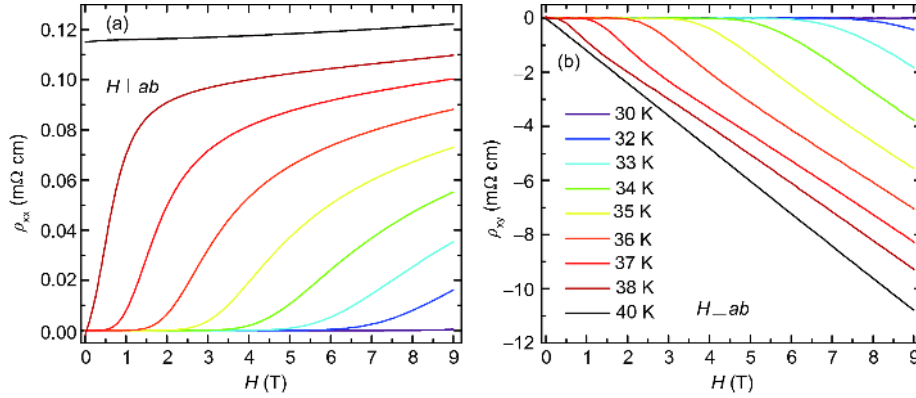 (a)
H | ab
0.12
0.10
0.08
0.06
0.04
0.02
0.00
ρxx (mΩ cm)
0 1 2 3 4 5 6 7 8 9
H (T)
(b)
0
−2
−4
−6
−8
−10
−12
ρxy (mΩ cm)
30 K
32 K
33 K
34 K
35 K
36 K
37 K
38 K
40 K
H_ab
0 1 2 3 4 5 6 7 8 9
H (T)